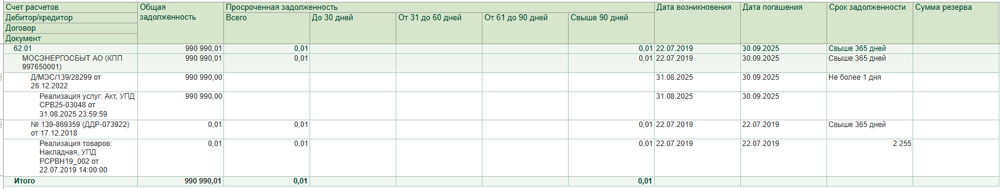 Счет расчетов Общая задолженность Просроченная задолженность Дата возникновения Дата погашения Срок задолженности Сумма резерва
Дебитор/кредитор Всего До 30 дней От 31 до 60 дней От 61 до 90 дней Свыше 90 дней
Договор
Документ
62.01 990 990,01 0,01 0,01 22.07.2019 30.09.2025 Свыше 365 дней
МОСЭНЕРГОСБЫТ АО (КПП 990 990,01 0,01 0,01 22.07.2019 30.09.2025 Свыше 365 дней
997650001)
Д/МЭС/139/28299 от 990 990,00 31.08.2025 30.09.2025 Не более 1 дня
26.12.2022
Реализация услуг: Акт, УПД 990 990,00 31.08.2025 30.09.2025
СРВ25-03048 от
31.08.2025 23:59:59
№ 139-869359 (ДДР-073922) 0,01 0,01 0,01 22.07.2019 22.07.2019 Свыше 365 дней
от 17.12.2018
Реализация товаров: 0,01 0,01 0,01 22.07.2019 22.07.2019 2 255
Накладная, УПД
РСРВН19_002 от
22.07.2019 14:00:00
Итого 990 990,01 0,01 0,01